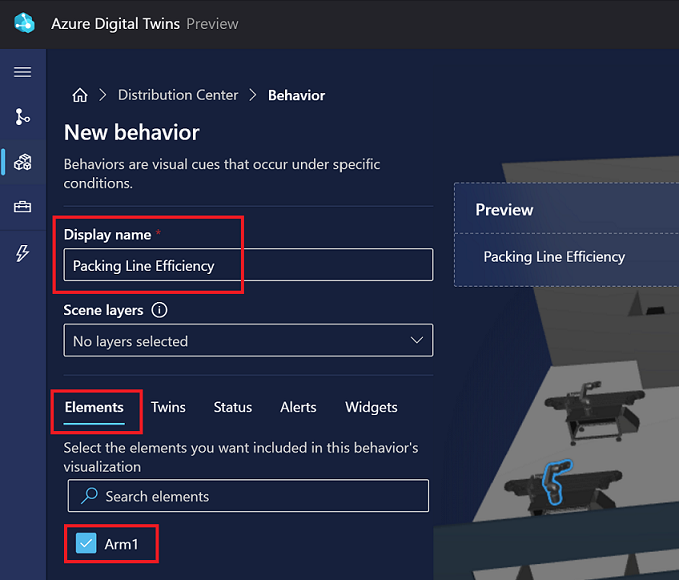 Azure Digital Twins Preview
Distribution Center Behavior
New behavior
Behaviors are visual cues that occur under specific
conditions.
Display name *
Packing Line Efficiency
Scene layers
No layers selected
Elements Twins Status Alerts Widgets
Select the elements you want included in this behavior's
visualization
Search elements
Arm1
Preview
Packing Line Efficiency